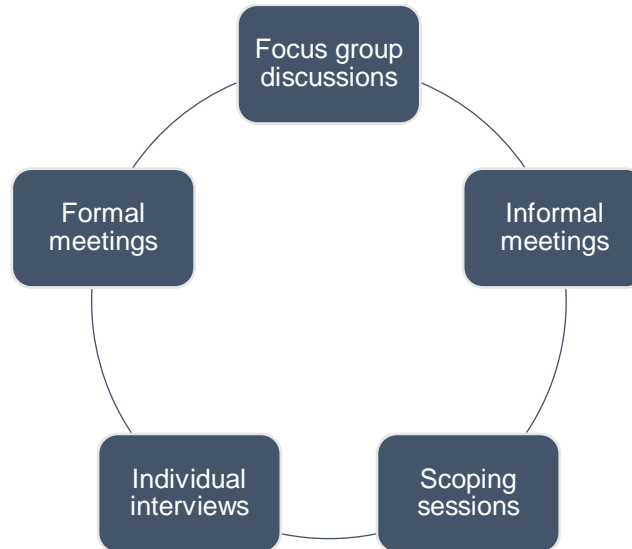 Focus group
discussions
Formal
meetings
Informal
meetings
Individual
interviews
Scoping
sessions